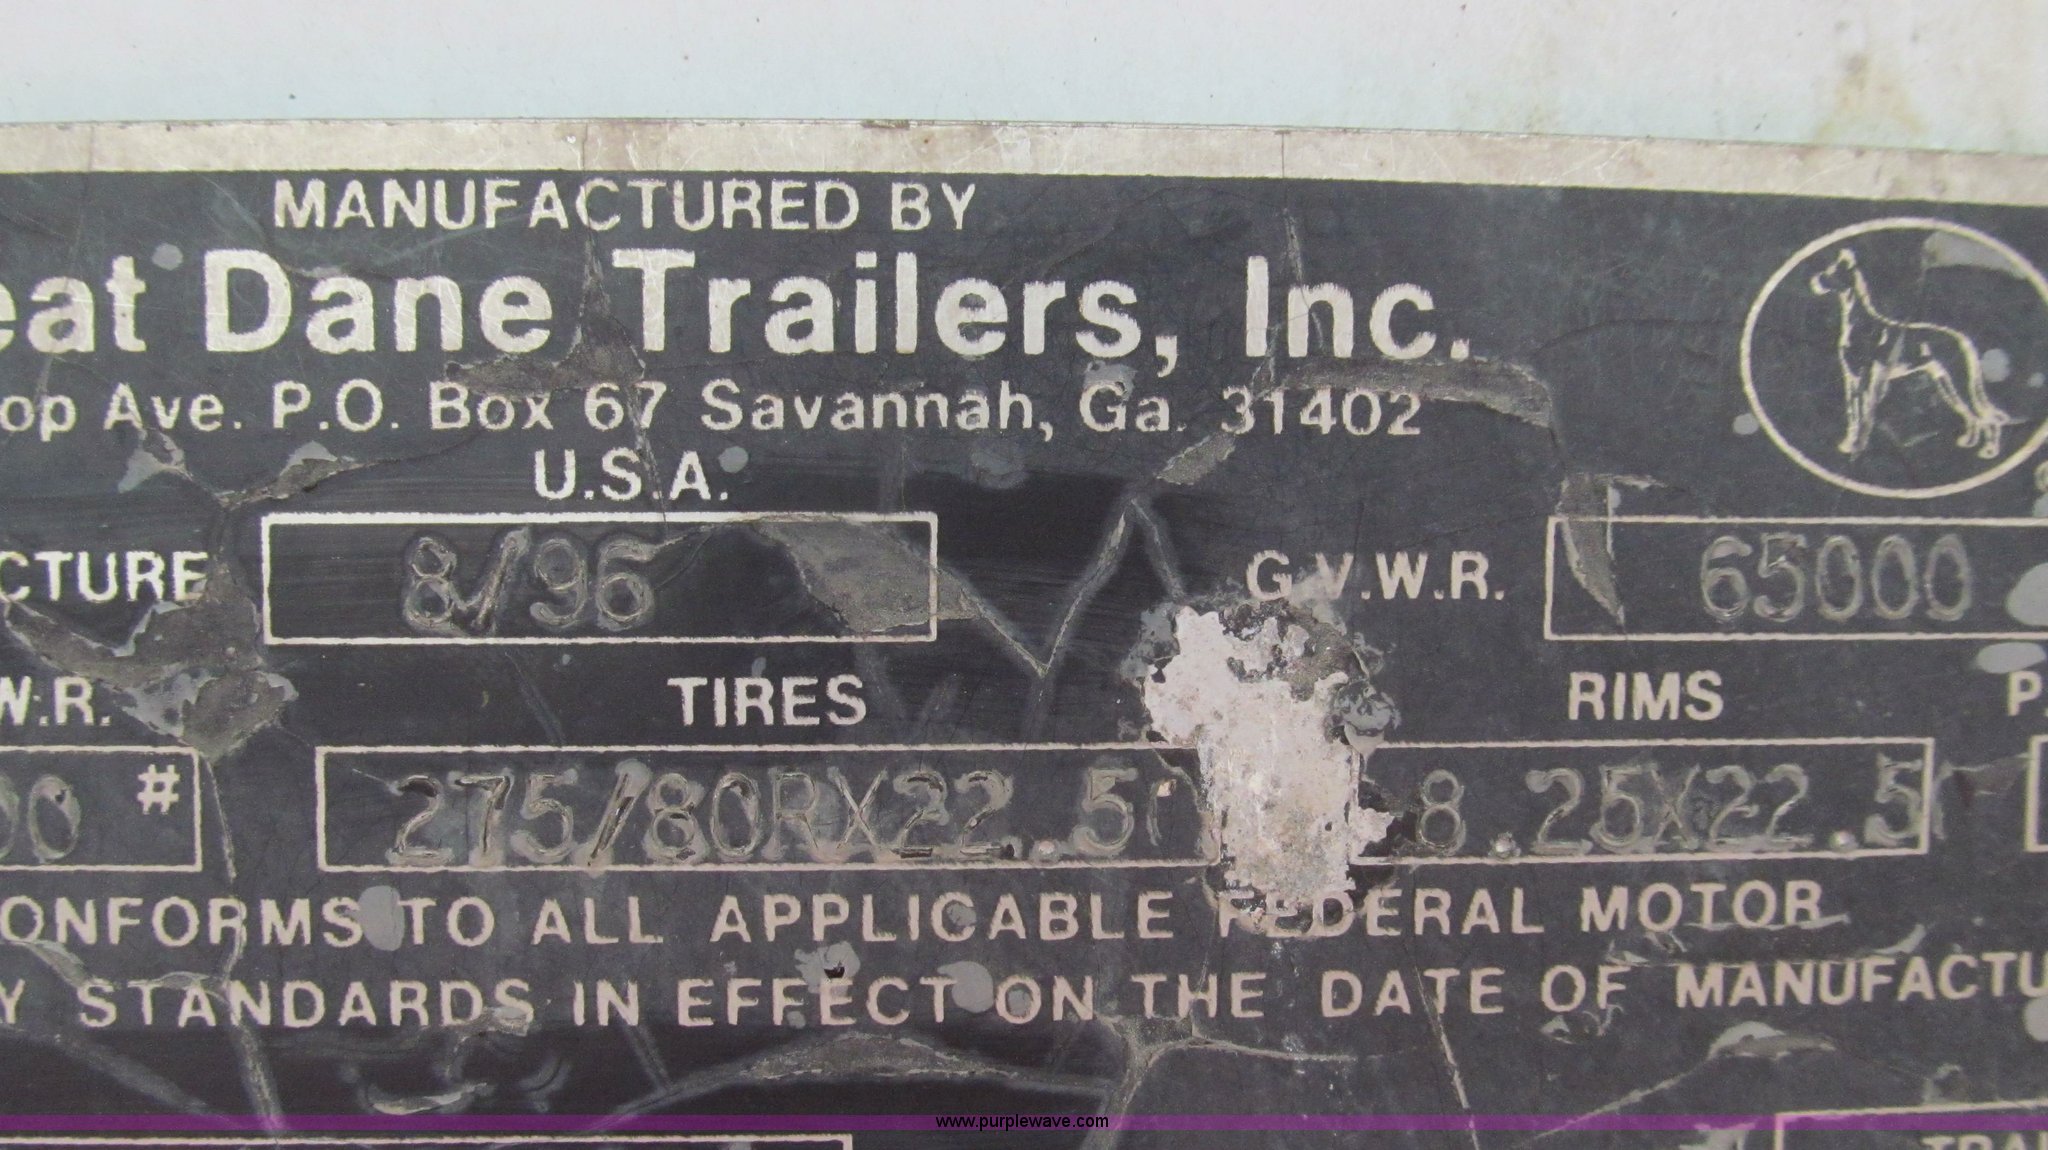 MANUFACTURED BY
eat Dane Trailers, Inc.
op Ave. P.O. Box 67 Savannah, Ga. 31402
U.S.A.
CTURE 8/96 G.V.W.R. 65000
W.R. TIRES RIMS P.
00 # 275/80RX22.5 8.25X22.5
ONFORMS TO ALL APPLICABLE FEDERAL MOTOR
Y STANDARDS IN EFFECT ON THE DATE OF MANUFACTU
www.purplewave.com